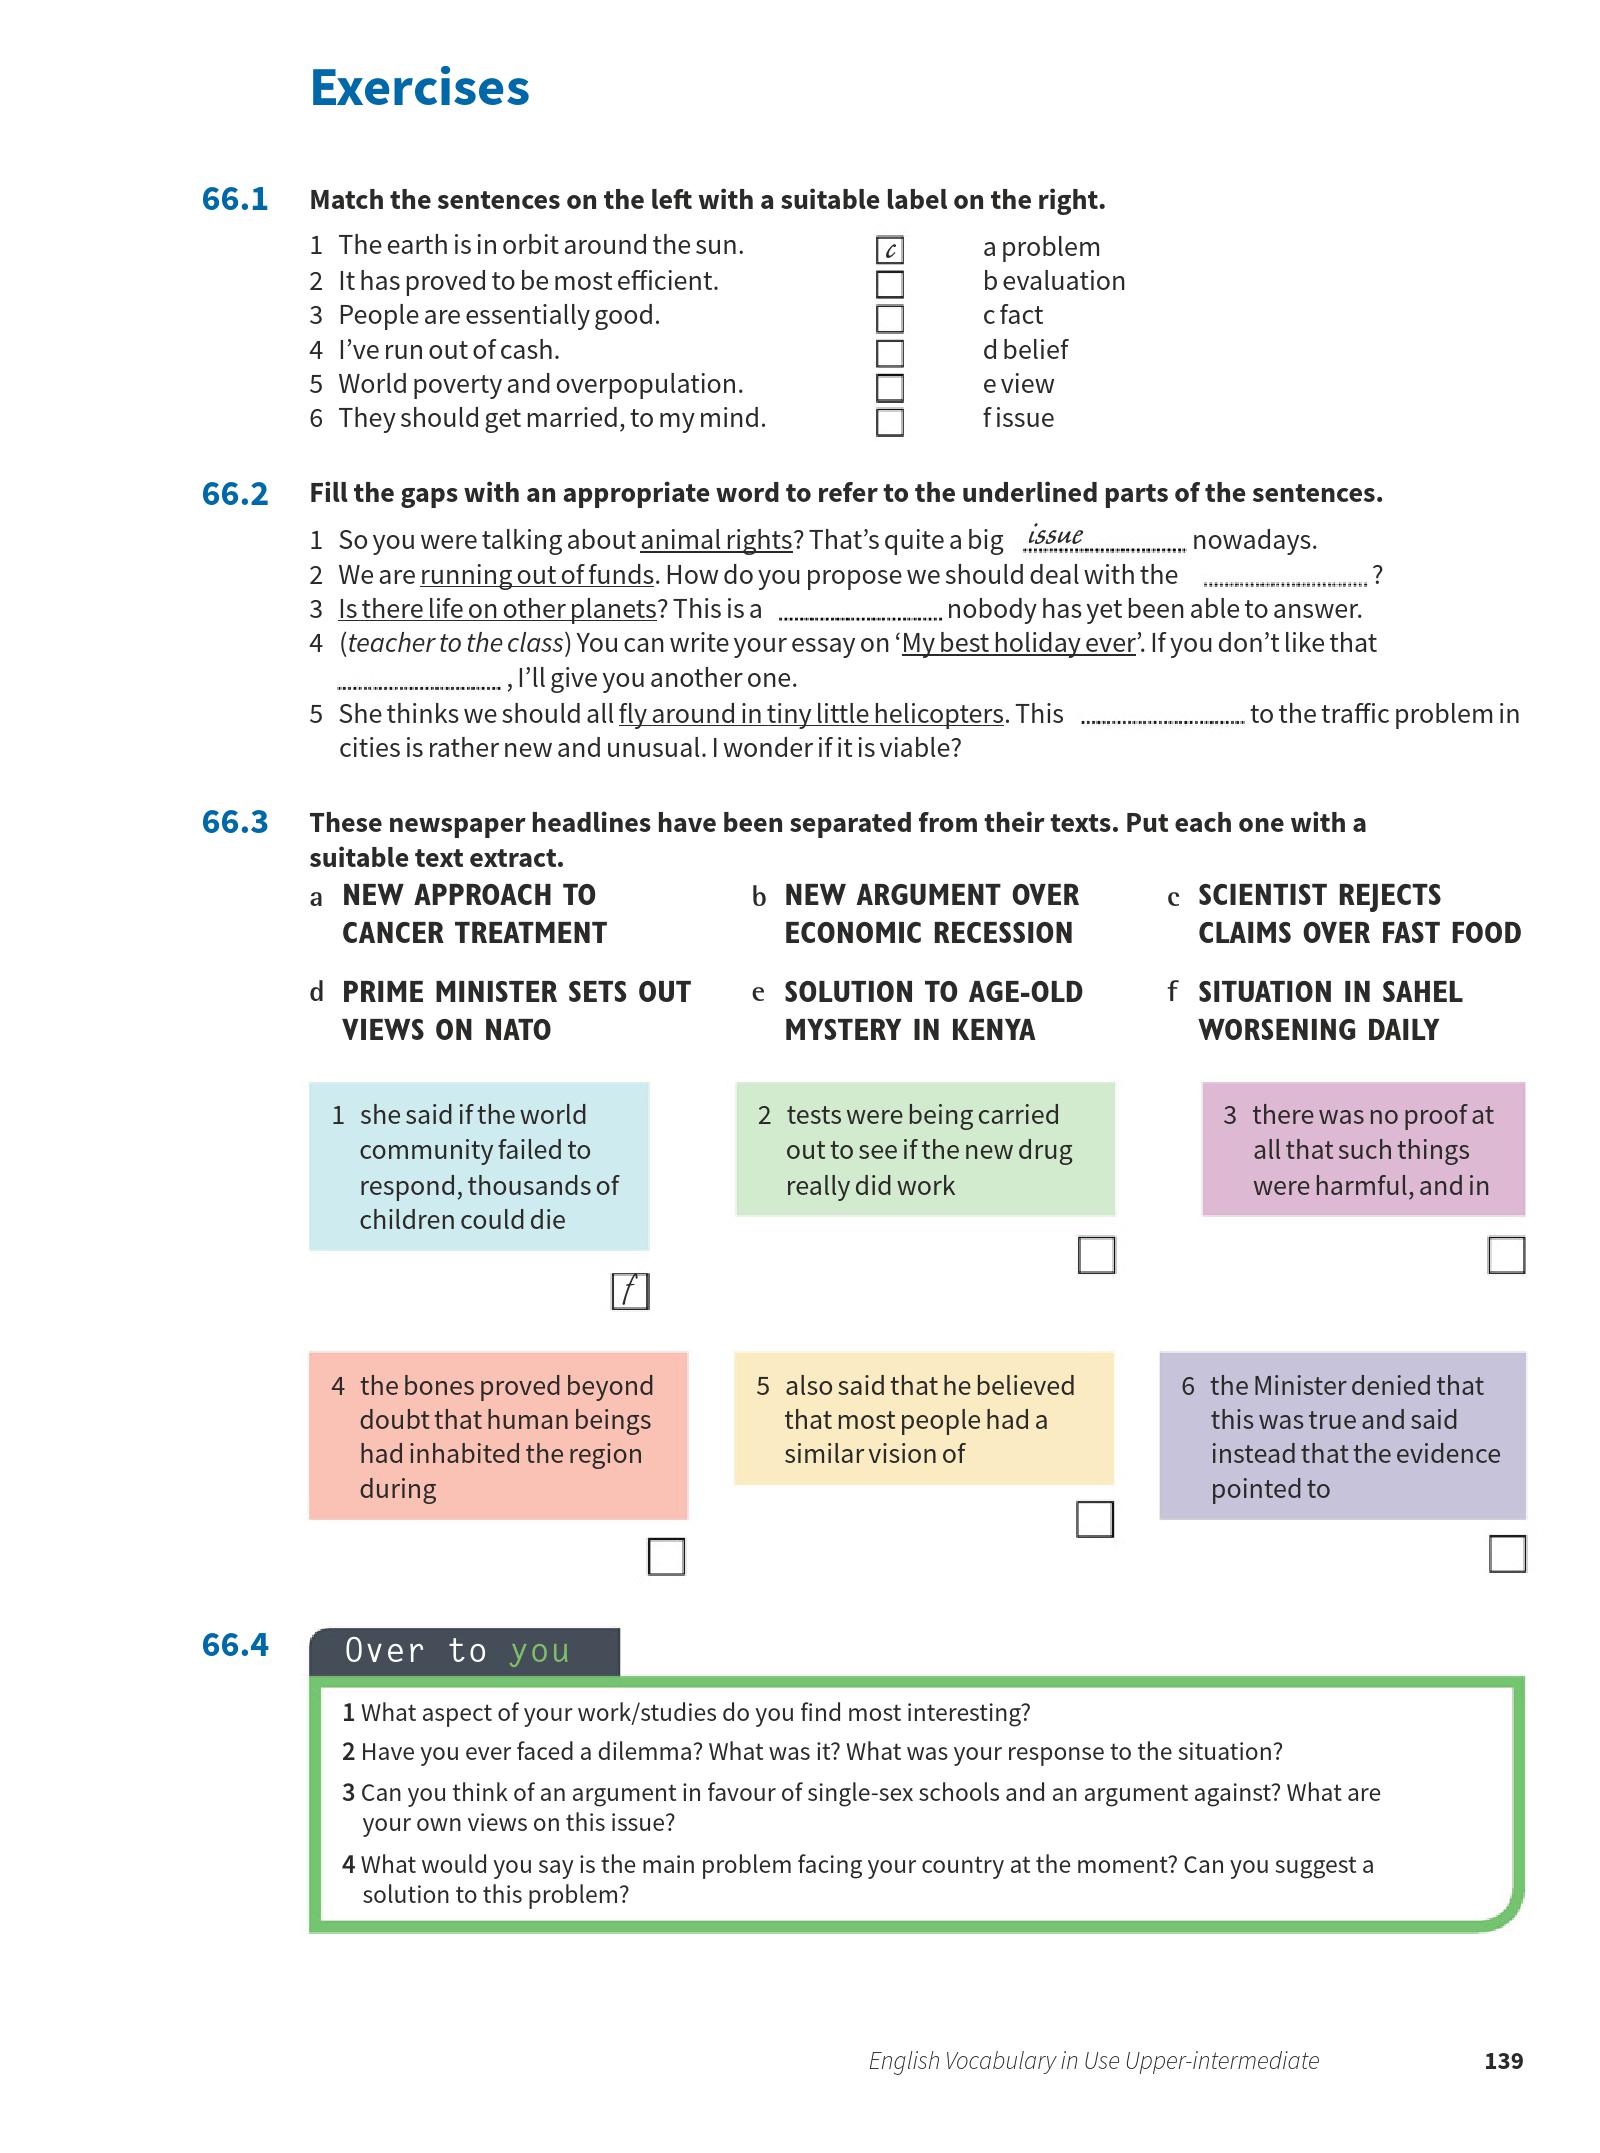 Exercises
66.1 Match the sentences on the left with a suitable label on the right.
1 The earth is in orbit around the sun. c a problem
2 It has proved to be most efficient. b evaluation
3 People are essentially good. c fact
4 I've run out of cash. d belief
5 World poverty and overpopulation. e view
6 They should get married, to my mind. f issue
66.2 Fill the gaps with an appropriate word to refer to the underlined parts of the sentences.
1 So you were talking about animal rights? That's quite a big issue nowadays.
2 We are running out of funds. How do you propose we should deal with the ?
3 Is there life on other planets? This is a nobody has yet been able to answer.
4 (teacher to the class) You can write your essay on 'My best holiday ever'. If you don't like that
, I'll give you another one.
5 She thinks we should all fly around in tiny little helicopters. This to the traffic problem in
cities is rather new and unusual. I wonder if it is viable?
66.3 These newspaper headlines have been separated from their texts. Put each one with a
suitable text extract.
a NEW APPROACH TO
CANCER TREATMENT
b NEW ARGUMENT OVER
ECONOMIC RECESSION
c SCIENTIST REJECTS
CLAIMS OVER FAST FOOD
d PRIME MINISTER SETS OUT
VIEWS ON NATO
e SOLUTION TO AGE-OLD
MYSTERY IN KENYA
f SITUATION IN SAHEL
WORSENING DAILY
1 she said if the world
community failed to
respond, thousands of
children could die
f
2 tests were being carried
out to see if the new drug
really did work
3 there was no proof at
all that such things
were harmful, and in
4 the bones proved beyond
doubt that human beings
had inhabited the region
during
5 also said that he believed
that most people had a
similar vision of
6 the Minister denied that
this was true and said
instead that the evidence
pointed to
66.4 Over to you
1 What aspect of your work/studies do you find most interesting?
2 Have you ever faced a dilemma? What was it? What was your response to the situation?
3 Can you think of an argument in favour of single-sex schools and an argument against? What are
your own views on this issue?
4 What would you say is the main problem facing your country at the moment? Can you suggest a
solution to this problem?
English Vocabulary in Use Upper-intermediate 139